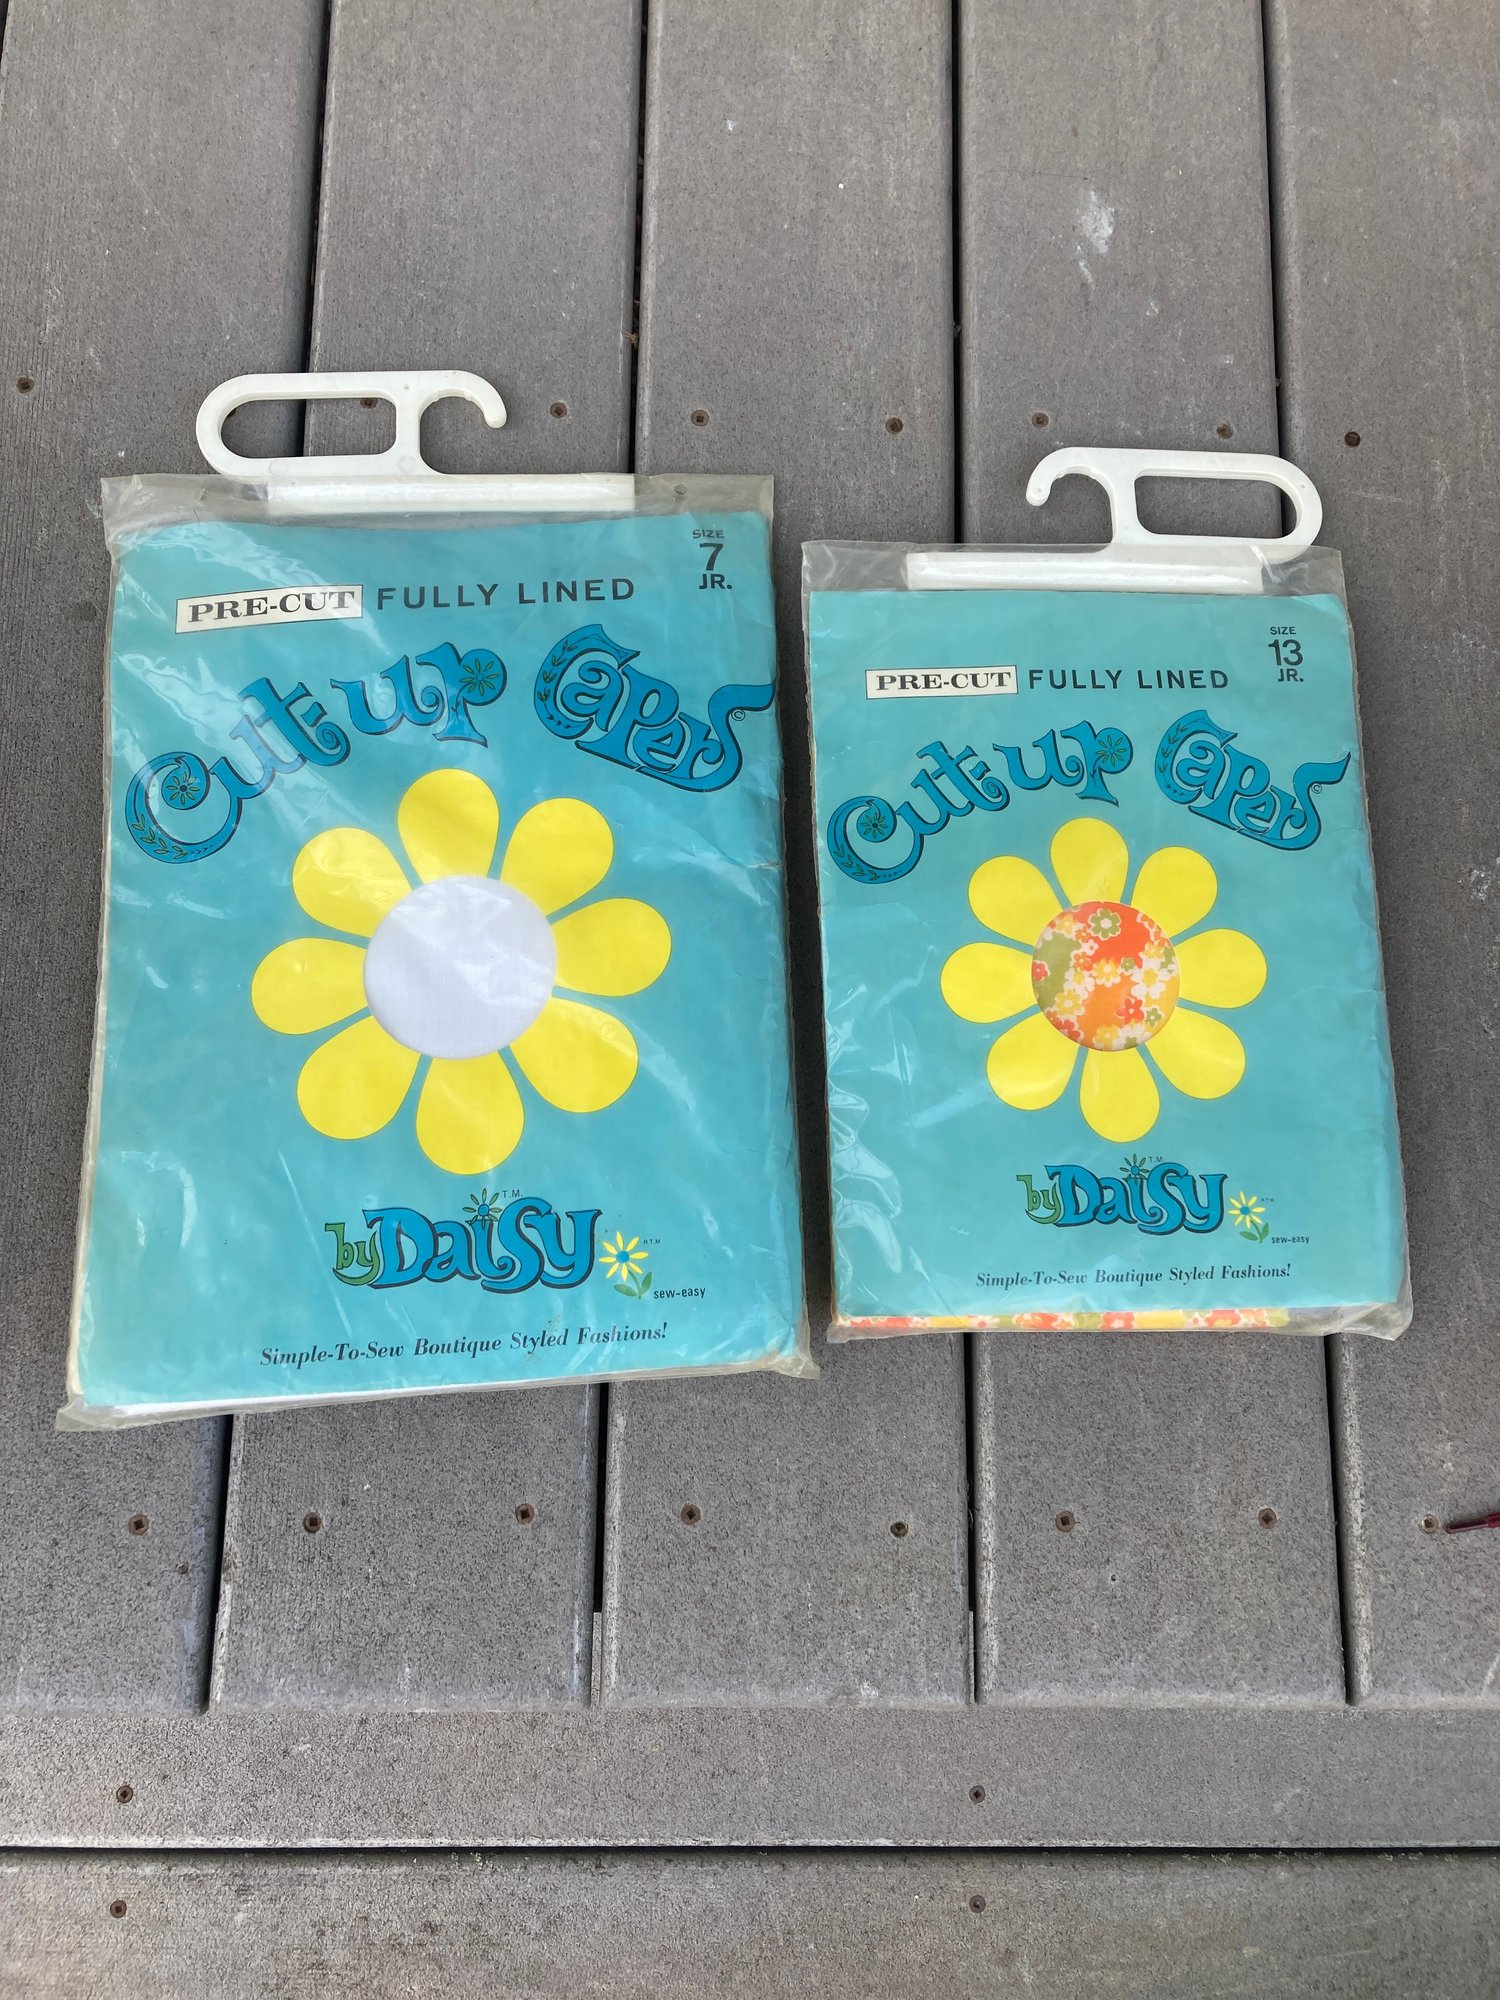 SIZE
7
JR.
PRE-CUT FULLY LINED
Cut-up Capers ©
by Daisy T.M.
R T M
sew-easy
Simple-To-Sew Boutique Styled Fashions!
SIZE
13
JR.
PRE-CUT FULLY LINED
Cut-up Capers ©
by Daisy T.M.
R T M
sew-easy
Simple-To-Sew Boutique Styled Fashions!